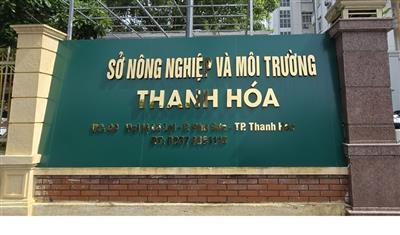 SỞ NÔNG NGHIỆP VÀ MÔI TRƯỜNG
THANH HÓA
TP. Thanh Hóa